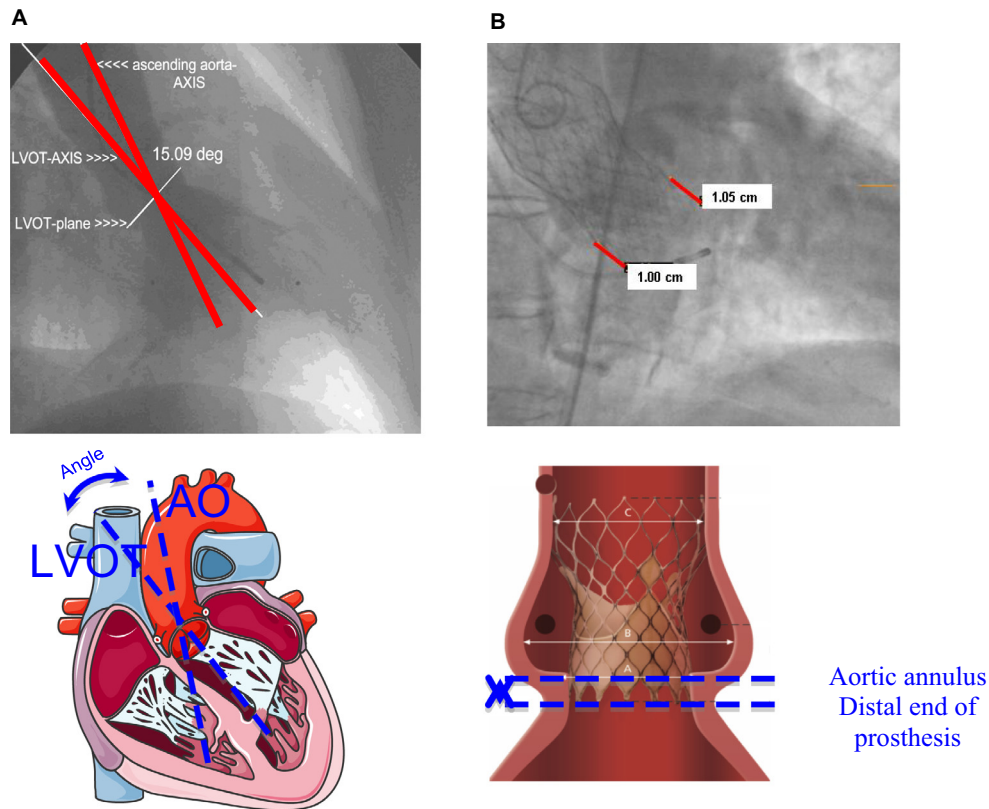 A
<<<< ascending aorta-
AXIS
LVOT-AXIS >>>>
15.09 deg
LVOT-plane >>>>
B
1.05 cm
1.00 cm
Angle
AO
LVOT
C
B
A
Aortic annulus
Distal end of
prosthesis